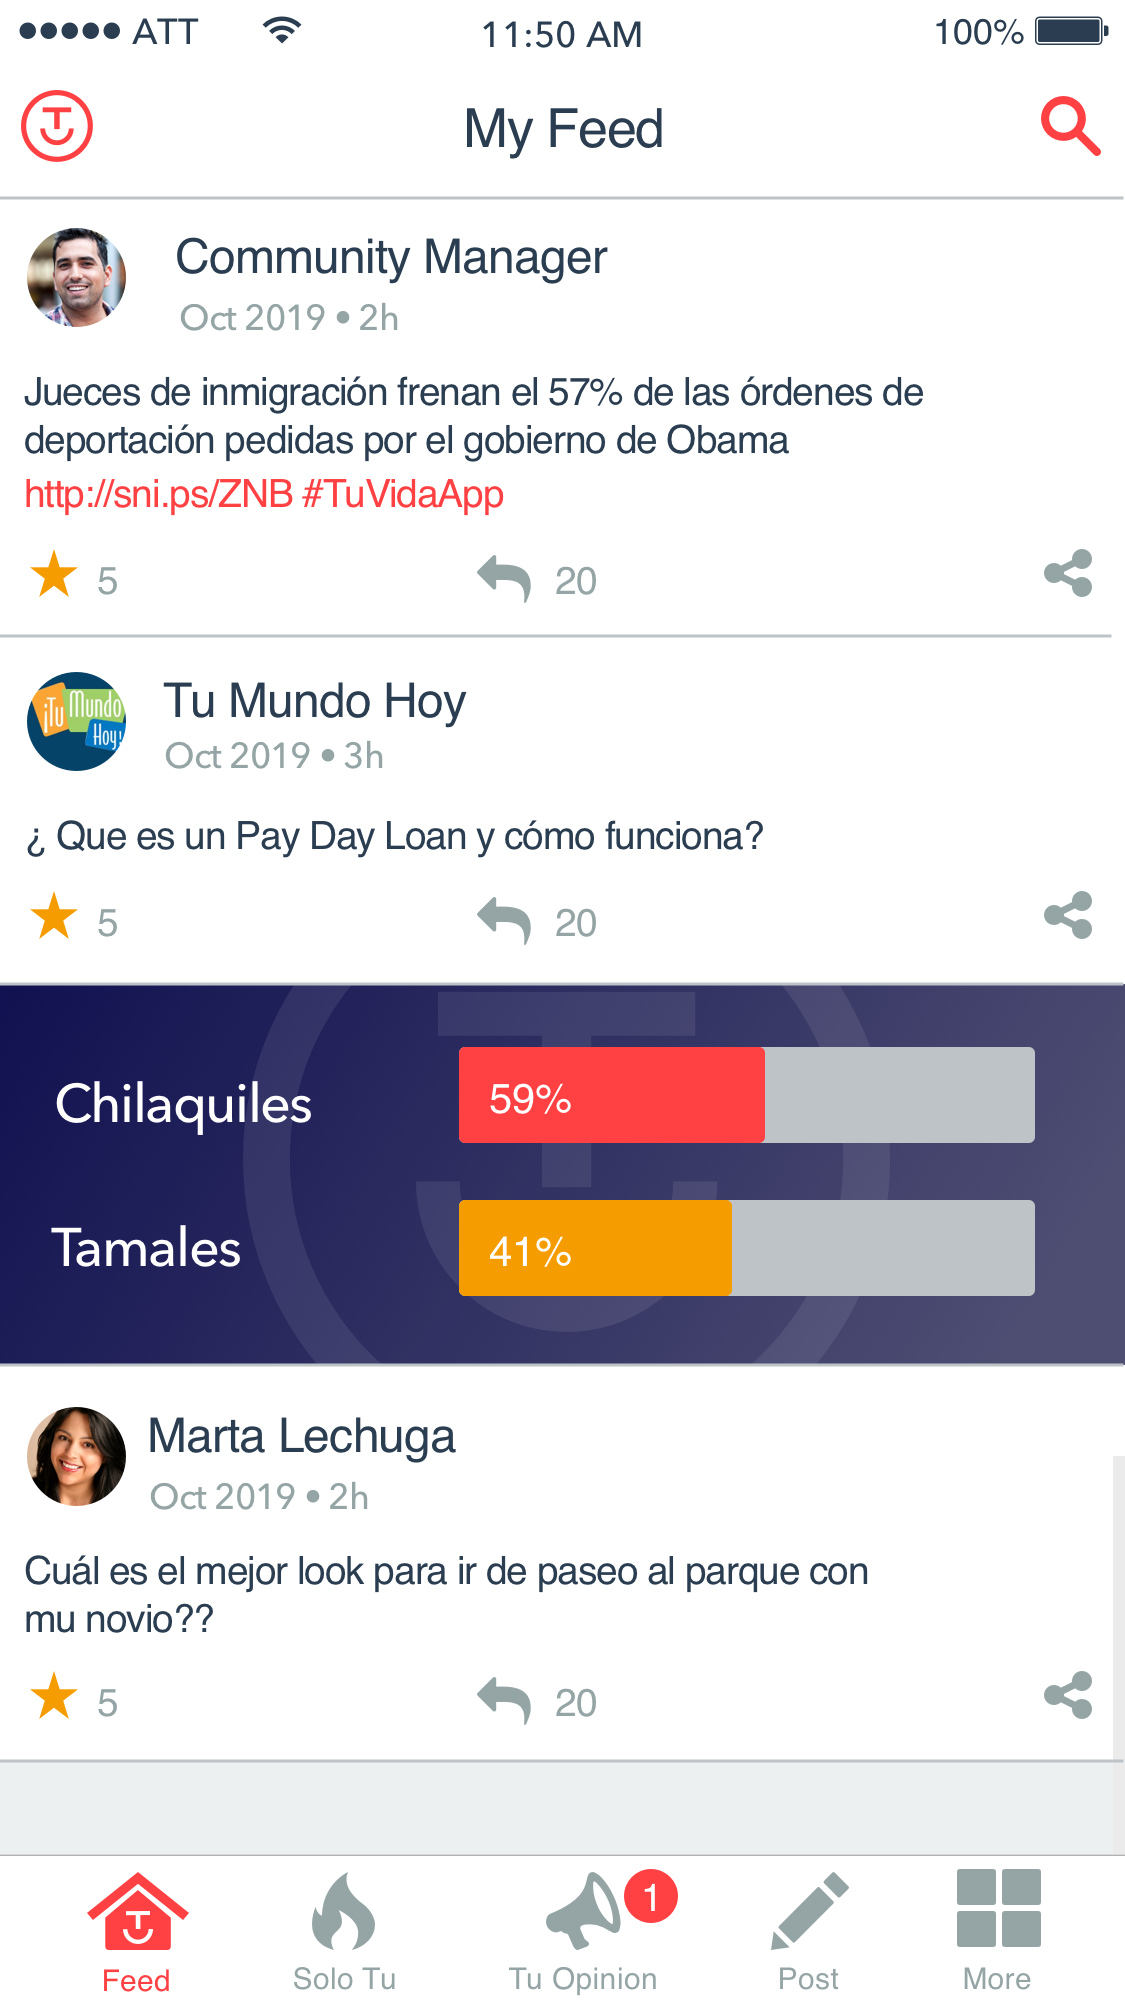 ATT 11:50 AM 100%
My Feed
Community Manager
Oct 2019 • 2h
Jueces de inmigración frenan el 57% de las órdenes de
deportación pedidas por el gobierno de Obama
http://sni.ps/ZNB #TuVidaApp
5 20
¡Tu Mundo
Hoy!
Tu Mundo Hoy
Oct 2019 • 3h
¿ Que es un Pay Day Loan y cómo funciona?
5 20
Chilaquiles 59%
Tamales 41%
Marta Lechuga
Oct 2019 • 2h
Cuál es el mejor look para ir de paseo al parque con
mu novio??
5 20
1
Feed Solo Tu Tu Opinion Post More